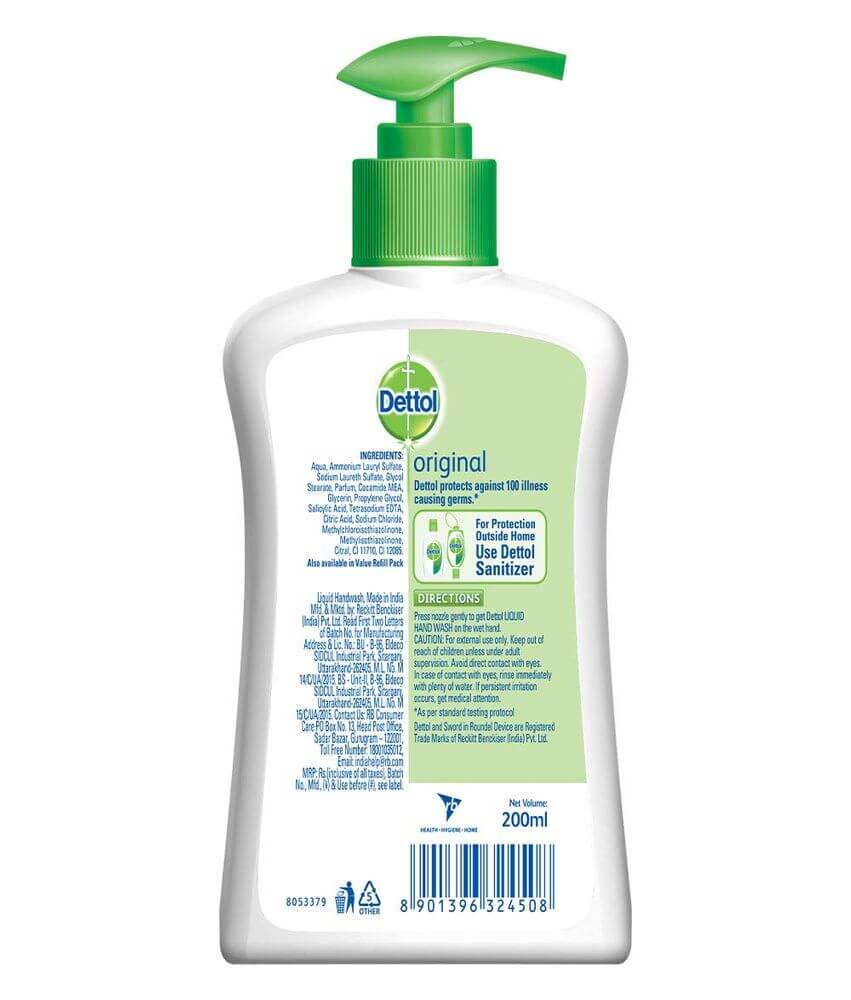 Dettol
INGREDIENTS:
Aqua, Ammonium Lauryl Sulfate,
Sodium Laureth Sulfate, Glycol
Stearate, Parfum, Cocamide MEA,
Glycerin, Propylene Glycol,
Salicylic Acid, Tetrasodium EDTA,
Citric Acid, Sodium Chloride,
Methylchloroisothiazolinone,
Methylisothiazolinone,
Citral, CI 11710, CI 12085.
Also available in Value Refill Pack
Liquid Handwash, Made in India
Mfd. & Mktd. by: Reckitt Benckiser
(India) Pvt. Ltd. Read First Two Letters
of Batch No. for Manufacturing
Address & Lic. No.: BU - B-96, Eldeco
SIDCUL Industrial Park, Sitarganj,
Uttarakhand-262405. M.L. No. M
14/C/UA/2015. BS - Unit-II, B-96, Eldeco
SIDCUL Industrial Park, Sitarganj,
Uttarakhand-262405, M.L. No. M
15/C/UA/2015. Contact Us: RB Consumer
Care PO Box No. 13, Head Post Office,
Sadar Bazar, Gurugram - 122001,
Toll Free Number: 18001035012,
Email: indiahelp@rb.com
MRP: Rs.(inclusive of all taxes), Batch
No., Mfd., (¥) & Use before (#), see label.
original
Dettol protects against 100 illness
causing germs.*
Dettol
Dettol
For Protection
Outside Home
Use Dettol
Sanitizer
DIRECTIONS
Press nozzle gently to get Dettol LIQUID
HAND WASH on the wet hand.
CAUTION: For external use only. Keep out of
reach of children unless under adult
supervision. Avoid direct contact with eyes.
In case of contact with eyes, rinse immediately
with plenty of water. If persistent irritation
occurs, get medical attention.
*As per standard testing protocol
Dettol and Sword in Roundel Device are Registered
Trade Marks of Reckitt Benckiser (India) Pvt. Ltd.
rb
HEALTH • HYGIENE • HOME
Net Volume:
200ml
8053379
5
OTHER
8 901396 324508